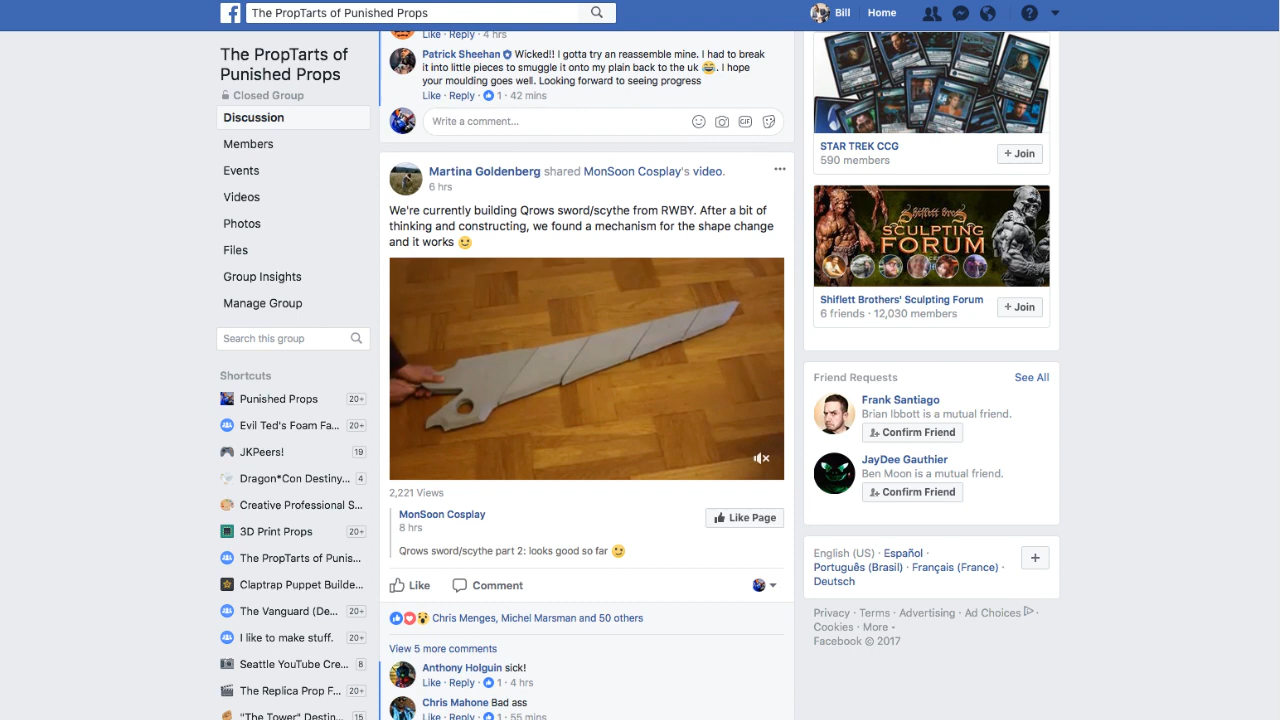 The PropTarts of Punished Props
Bill
Home
The PropTarts of
Punished Props
Closed Group
Discussion
Members
Events
Videos
Photos
Files
Group Insights
Manage Group
Search this group
Shortcuts
Punished Props 20+
Evil Ted's Foam Fa... 20+
JKPeers! 19
Dragon*Con Destiny... 4
Creative Professional S...
3D Print Props 20+
The PropTarts of Punis...
Claptrap Puppet Builde...
The Vanguard (De... 20+
I like to make stuff. 20+
Seattle YouTube Cre... 8
The Replica Prop F... 20+
"The Tower" Destin... 15
Like · Reply · 4 hrs
Patrick Sheehan Wicked!! I gotta try an reassemble mine. I had to break
it into little pieces to smuggle it onto my plain back to the uk 😂. I hope
your moulding goes well. Looking forward to seeing progress
Like · Reply · 1 · 42 mins
Write a comment...
GIF
Martina Goldenberg shared MonSoon Cosplay's video.
6 hrs
We're currently building Qrows sword/scythe from RWBY. After a bit of
thinking and constructing, we found a mechanism for the shape change
and it works 😉
2,221 Views
MonSoon Cosplay
8 hrs
Like Page
Qrows sword/scythe part 2: looks good so far 😉
Like
Comment
Chris Menges, Michel Marsman and 50 others
View 5 more comments
Anthony Holguin sick!
Like · Reply · 1 · 4 hrs
Chris Mahone Bad ass
Like · Reply · 1 · 55 mins
STAR TREK CCG
590 members
+ Join
Shiflett Bros
SCULPTING
FORUM
Shiflett Brothers' Sculpting Forum
6 friends · 12,030 members
+ Join
Friend Requests
See All
Frank Santiago
Brian Ibbott is a mutual friend.
Confirm Friend
JayDee Gauthier
Ben Moon is a mutual friend.
Confirm Friend
English (US) · Español ·
Português (Brasil) · Français (France) ·
Deutsch
Privacy · Terms · Advertising · Ad Choices ·
Cookies · More
Facebook © 2017